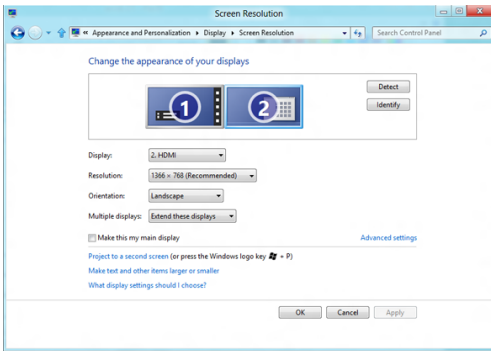 Screen Resolution
« Appearance and Personalization ▸ Display ▸ Screen Resolution
Search Control Panel
Change the appearance of your displays
1
2
Detect
Identify
Display: 2. HDMI
Resolution: 1366 × 768 (Recommended)
Orientation: Landscape
Multiple displays: Extend these displays
Make this my main display
Advanced settings
Project to a second screen (or press the Windows logo key + P)
Make text and other items larger or smaller
What display settings should I choose?
OK Cancel Apply